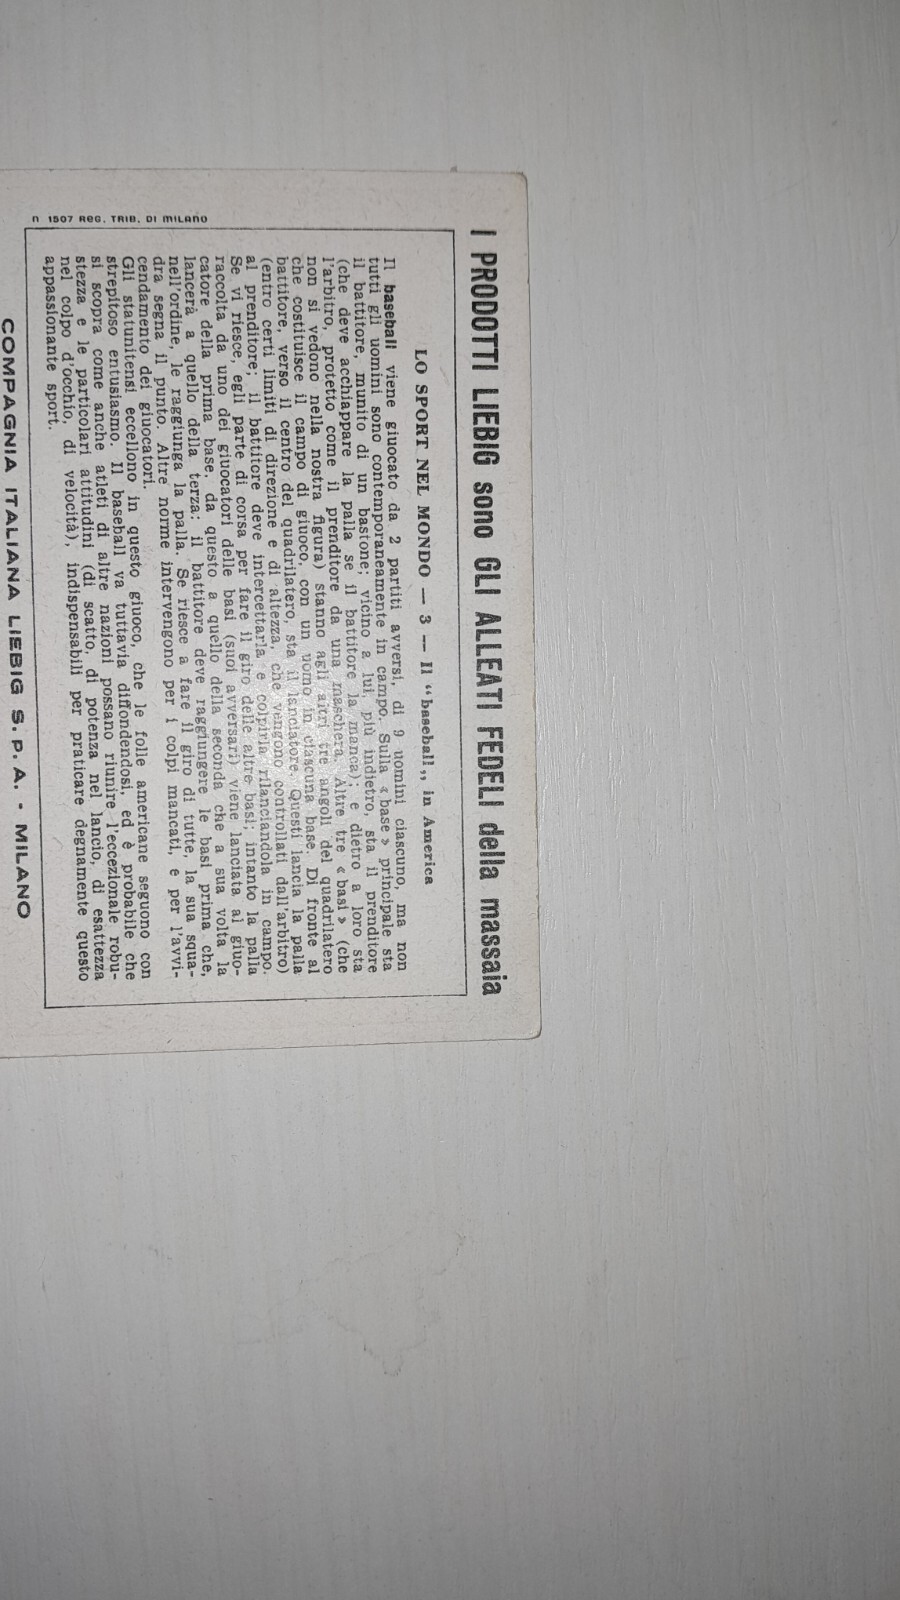 I PRODOTTI LIEBIG sono GLI ALLEATI FEDELI della massaia
LO SPORT NEL MONDO — 3 — Il “baseball„ in America
Il baseball viene giuocato da 2 partiti avversi, di 9 uomini ciascuno, ma non
tutti gli uomini sono contemporaneamente in campo. Sulla « base » principale sta
il battitore, munito di un bastone; vicino a lui, più indietro, sta il prenditore
(che deve acchiappare la palla se il battitore la manca); e dietro a loro sta
l'arbitro, protetto come il prenditore da una maschera. Altre tre « basi » (che
non si vedono nella nostra figura) stanno agli altri tre angoli del quadrilatero
che costituisce il campo di giuoco, con un uomo in ciascuna base. Di fronte al
battitore, verso il centro del quadrilatero, sta il lanciatore. Questi lancia la palla
(entro certi limiti di direzione e di altezza, che vengono controllati dall'arbitro)
al prenditore; il battitore deve intercettarla e colpirla rilanciandola in campo.
Se vi riesce, egli parte di corsa per fare il giro delle altre basi; intanto la palla
raccolta da uno dei giuocatori delle basi (suoi avversari) viene lanciata al giuo-
catore della prima base, da questo a quello della seconda che a sua volta la
lancerà a quello della terza; il battitore deve raggiungere le basi prima che,
nell'ordine, le raggiunga la palla. Se riesce a fare il giro di tutte, la sua squa-
dra segna il punto. Altre norme intervengono per i colpi mancati, e per l'avvi-
cendamento dei giuocatori.
Gli statunitensi eccellono in questo giuoco, che le folle americane seguono con
strepitoso entusiasmo. Il baseball va tuttavia diffondendosi, ed è probabile che
si scopra come anche atleti di altre nazioni possano riunire l'eccezionale robu-
stezza e le particolari attitudini (di scatto, di potenza nel lancio, di esattezza
nel colpo d'occhio, di velocità), indispensabili per praticare degnamente questo
appassionante sport.
n 1507 REG. TRIB. DI MILANO
COMPAGNIA ITALIANA LIEBIG S. P. A. - MILANO